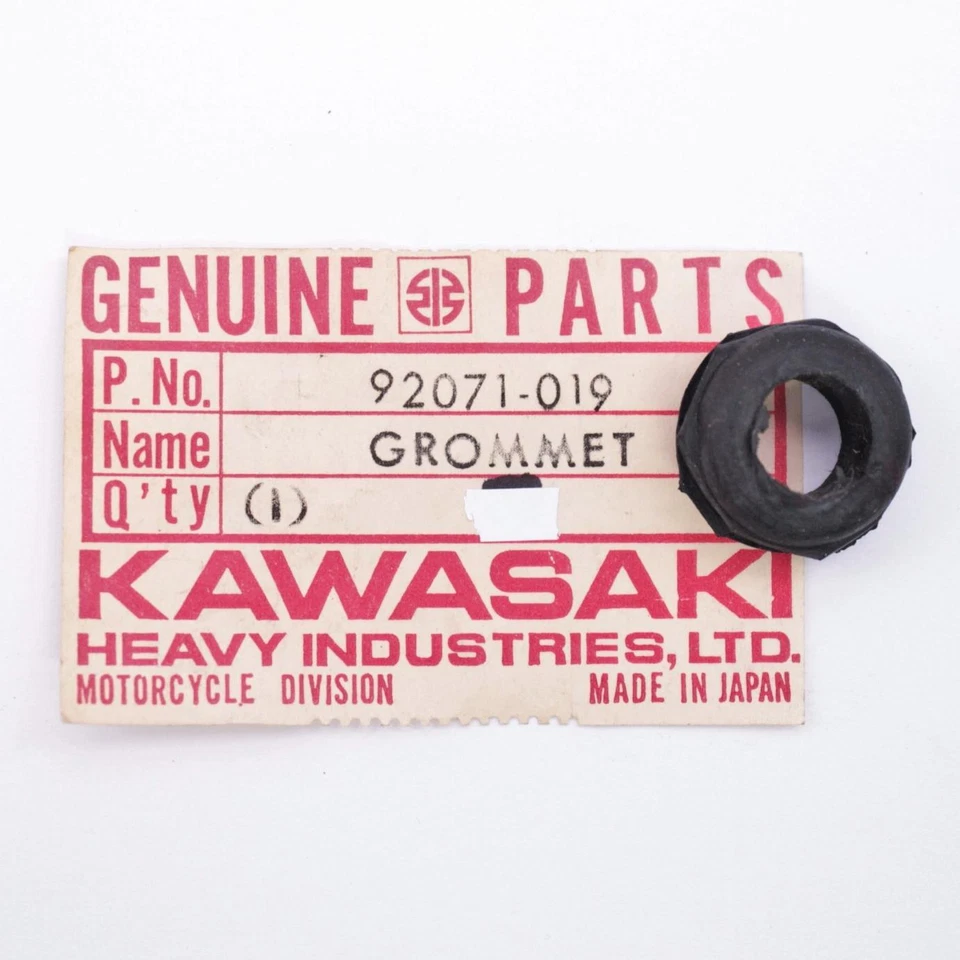 GENUINE PARTS
P. No. 92071-019
Name GROMMET
Q'ty (1)
KAWASAKI
HEAVY INDUSTRIES, LTD.
MOTORCYCLE DIVISION MADE IN JAPAN